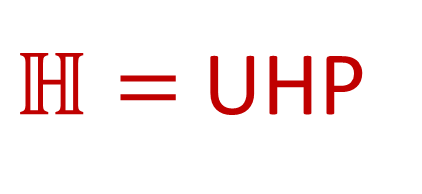 ℍ = UHP